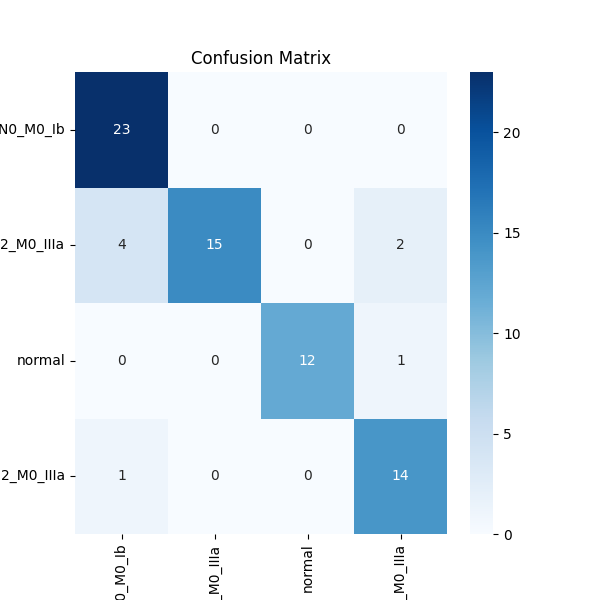 Confusion Matrix
N0_M0_Ib 23 0 0 0
2_M0_IIIa 4 15 0 2
normal 0 0 12 1
2_M0_IIIa 1 0 0 14
0_M0_Ib
_M0_IIIa
normal
_M0_IIIa
20
15
10
5
0